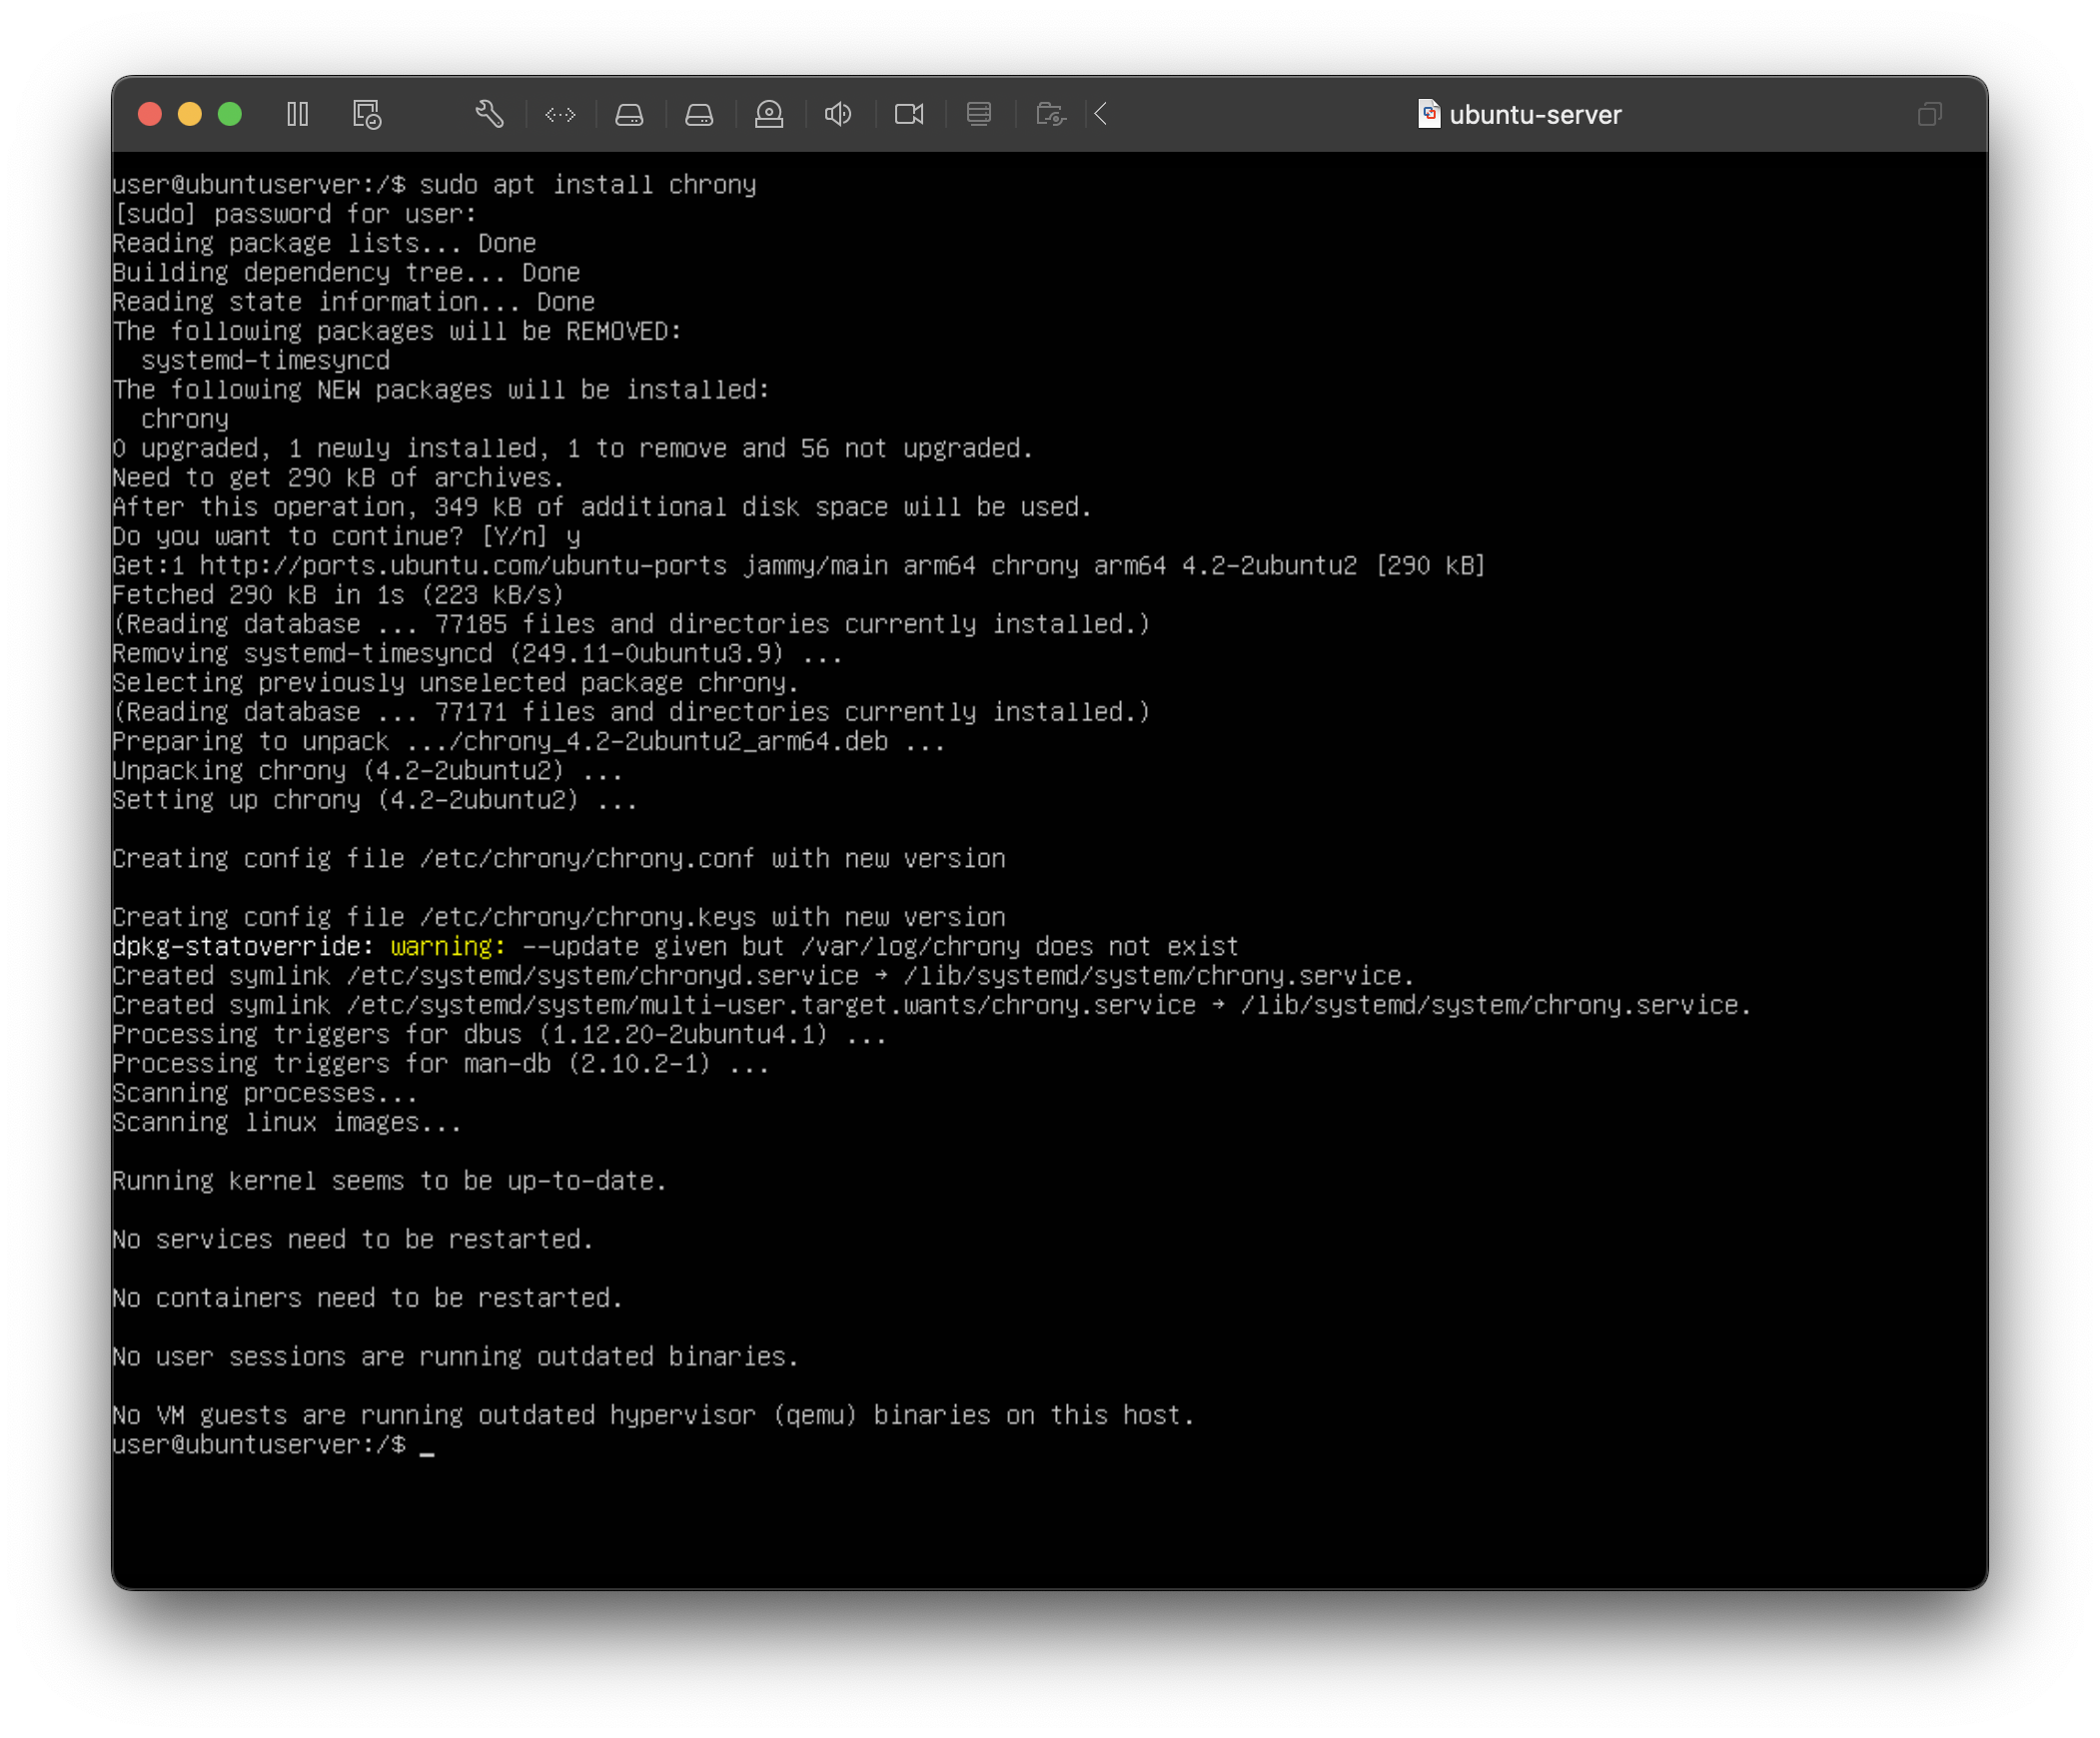 ubuntu-server
user@ubuntuserver:/$ sudo apt install chrony
[sudo] password for user:
Reading package lists... Done
Building dependency tree... Done
Reading state information... Done
The following packages will be REMOVED:
  systemd-timesyncd
The following NEW packages will be installed:
  chrony
0 upgraded, 1 newly installed, 1 to remove and 56 not upgraded.
Need to get 290 kB of archives.
After this operation, 349 kB of additional disk space will be used.
Do you want to continue? [Y/n] y
Get:1 http://ports.ubuntu.com/ubuntu-ports jammy/main arm64 chrony arm64 4.2-2ubuntu2 [290 kB]
Fetched 290 kB in 1s (223 kB/s)
(Reading database ... 77185 files and directories currently installed.)
Removing systemd-timesyncd (249.11-0ubuntu3.9) ...
Selecting previously unselected package chrony.
(Reading database ... 77171 files and directories currently installed.)
Preparing to unpack .../chrony_4.2-2ubuntu2_arm64.deb ...
Unpacking chrony (4.2-2ubuntu2) ...
Setting up chrony (4.2-2ubuntu2) ...
Creating config file /etc/chrony/chrony.conf with new version
Creating config file /etc/chrony/chrony.keys with new version
dpkg-statoverride: warning: --update given but /var/log/chrony does not exist
Created symlink /etc/systemd/system/chronyd.service → /lib/systemd/system/chrony.service.
Created symlink /etc/systemd/system/multi-user.target.wants/chrony.service → /lib/systemd/system/chrony.service.
Processing triggers for dbus (1.12.20-2ubuntu4.1) ...
Processing triggers for man-db (2.10.2-1) ...
Scanning processes...
Scanning linux images...
Running kernel seems to be up-to-date.
No services need to be restarted.
No containers need to be restarted.
No user sessions are running outdated binaries.
No VM guests are running outdated hypervisor (qemu) binaries on this host.
user@ubuntuserver:/$ _